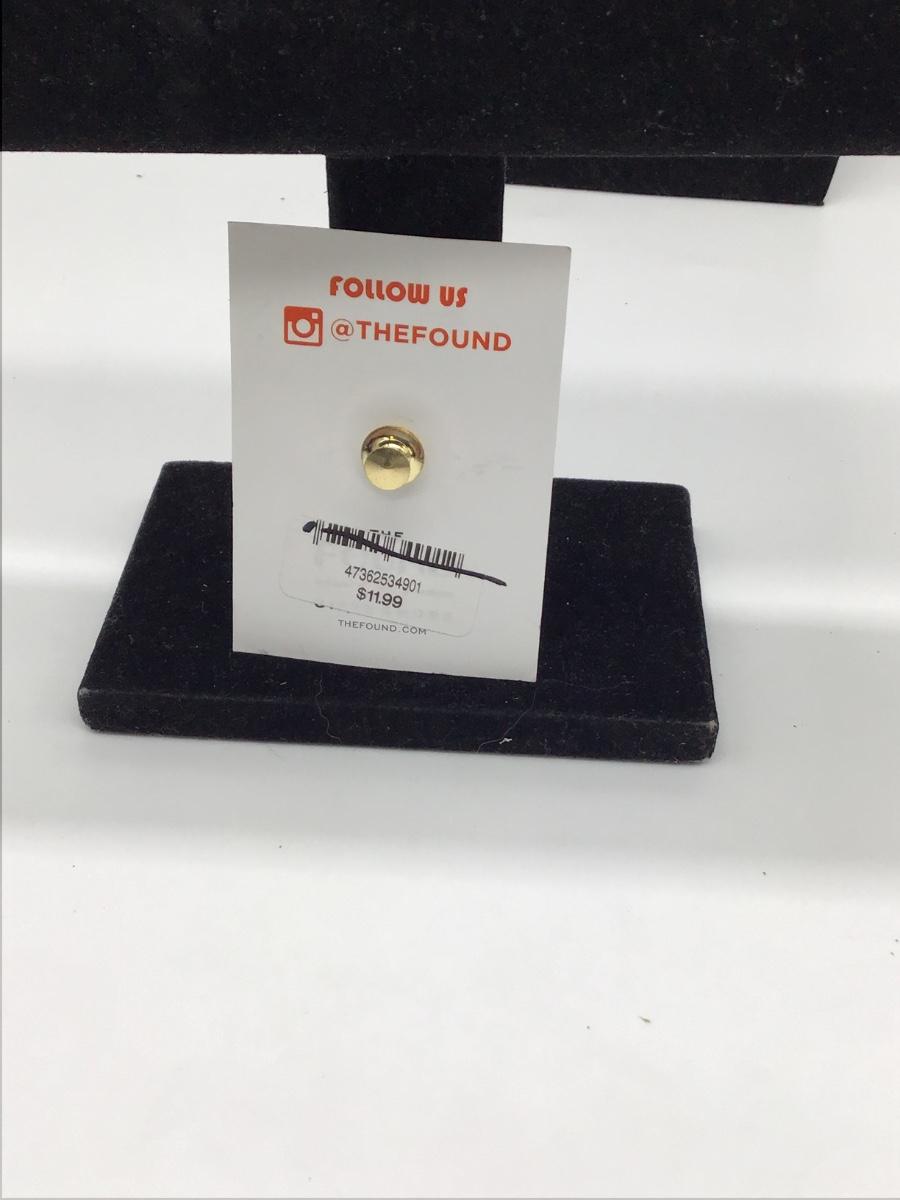 FOLLOW US
@THEFOUND
47362534901
$11.99
THEFOUND.COM